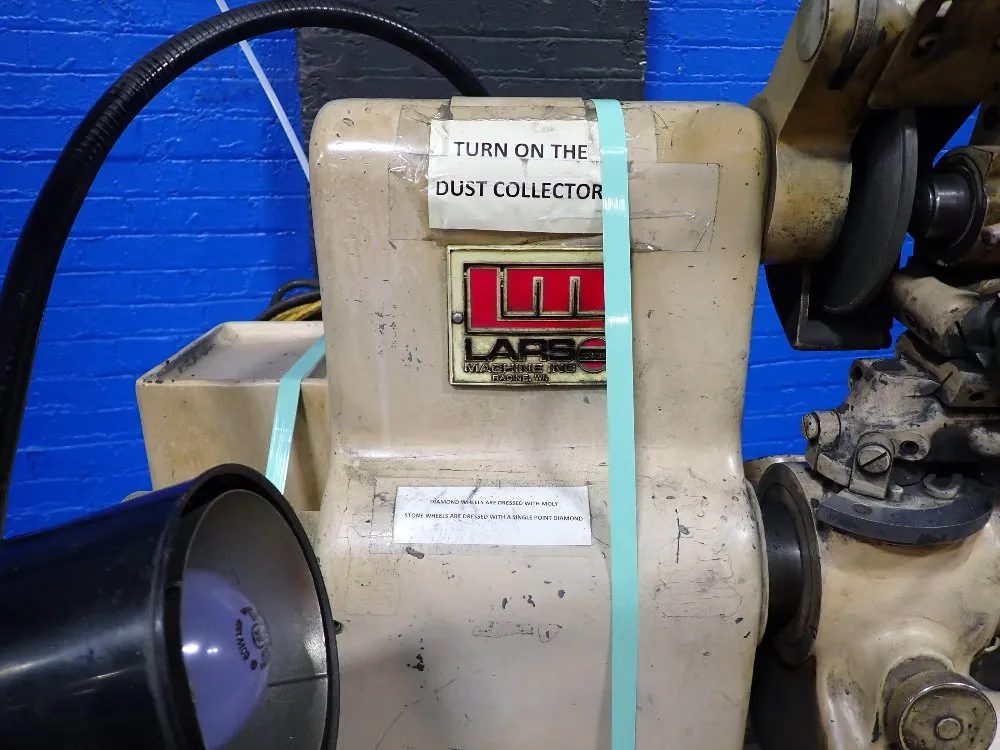 TURN ON THE
DUST COLLECTOR
LARS
MACHINE INC
RACINE, WI.
DIAMOND WHEELS ARE DRESSED WITH MOLY
STONE WHEELS ARE DRESSED WITH A SINGLE POINT DIAMOND